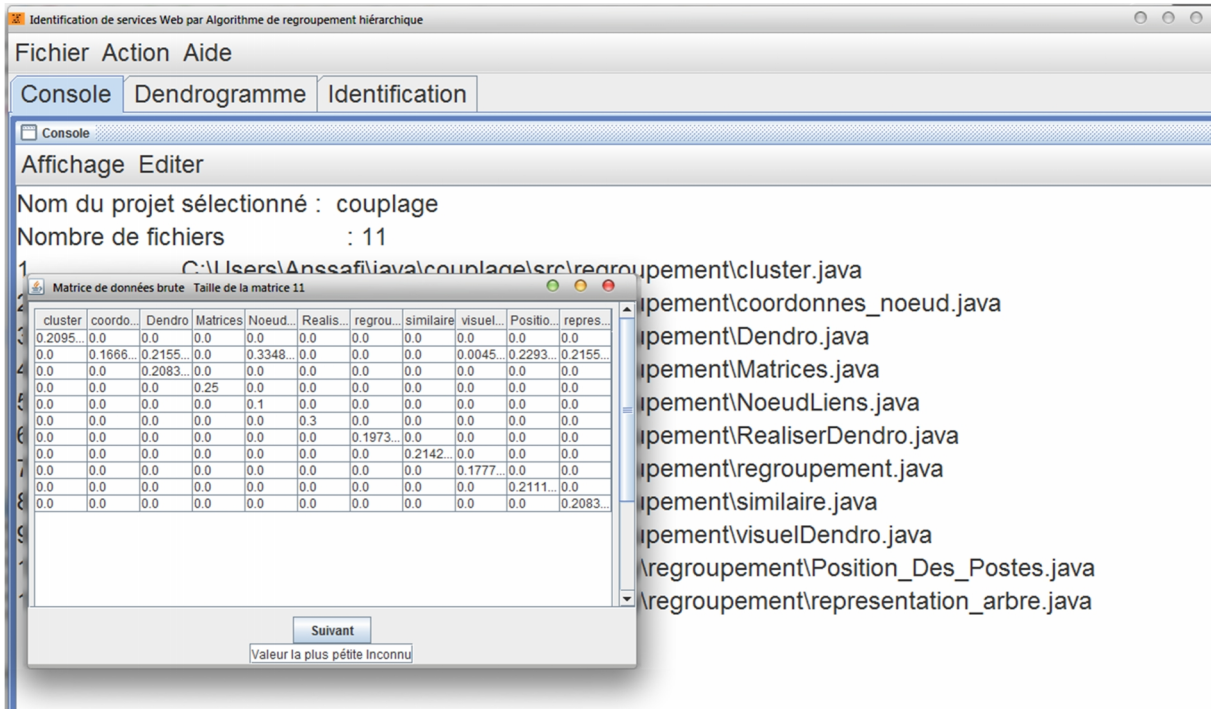 Identification de services Web par Algorithme de regroupement hiérarchique
Fichier Action Aide
Console Dendrogramme Identification
Console
Affichage Editer
Nom du projet sélectionné : couplage
Nombre de fichiers : 11
1 C:\Users\Anssafi\java\couplage\src\regroupement\cluster.java
upement\coordonnes_noeud.java
upement\Dendro.java
upement\Matrices.java
upement\NoeudLiens.java
upement\RealiserDendro.java
upement\regroupement.java
upement\similaire.java
upement\visuelDendro.java
\regroupement\Position_Des_Postes.java
\regroupement\representation_arbre.java
Matrice de données brute Taille de la matrice 11
cluster coordo... Dendro Matrices Noeud... Realis... regrou... similaire visuel... Positio... repres...
0.2095... 0.0 0.0 0.0 0.0 0.0 0.0 0.0 0.0 0.0 0.0
0.0 0.1666... 0.2155... 0.0 0.3348... 0.0 0.0 0.0 0.0045... 0.2293... 0.2155...
0.0 0.0 0.2083... 0.0 0.0 0.0 0.0 0.0 0.0 0.0 0.0
0.0 0.0 0.0 0.25 0.0 0.0 0.0 0.0 0.0 0.0 0.0
0.0 0.0 0.0 0.0 0.1 0.0 0.0 0.0 0.0 0.0 0.0
0.0 0.0 0.0 0.0 0.0 0.3 0.0 0.0 0.0 0.0 0.0
0.0 0.0 0.0 0.0 0.0 0.0 0.1973... 0.0 0.0 0.0 0.0
0.0 0.0 0.0 0.0 0.0 0.0 0.0 0.2142... 0.0 0.0 0.0
0.0 0.0 0.0 0.0 0.0 0.0 0.0 0.0 0.1777... 0.0 0.0
0.0 0.0 0.0 0.0 0.0 0.0 0.0 0.0 0.0 0.2111... 0.0
0.0 0.0 0.0 0.0 0.0 0.0 0.0 0.0 0.0 0.0 0.2083...
Suivant
Valeur la plus pétite Inconnu